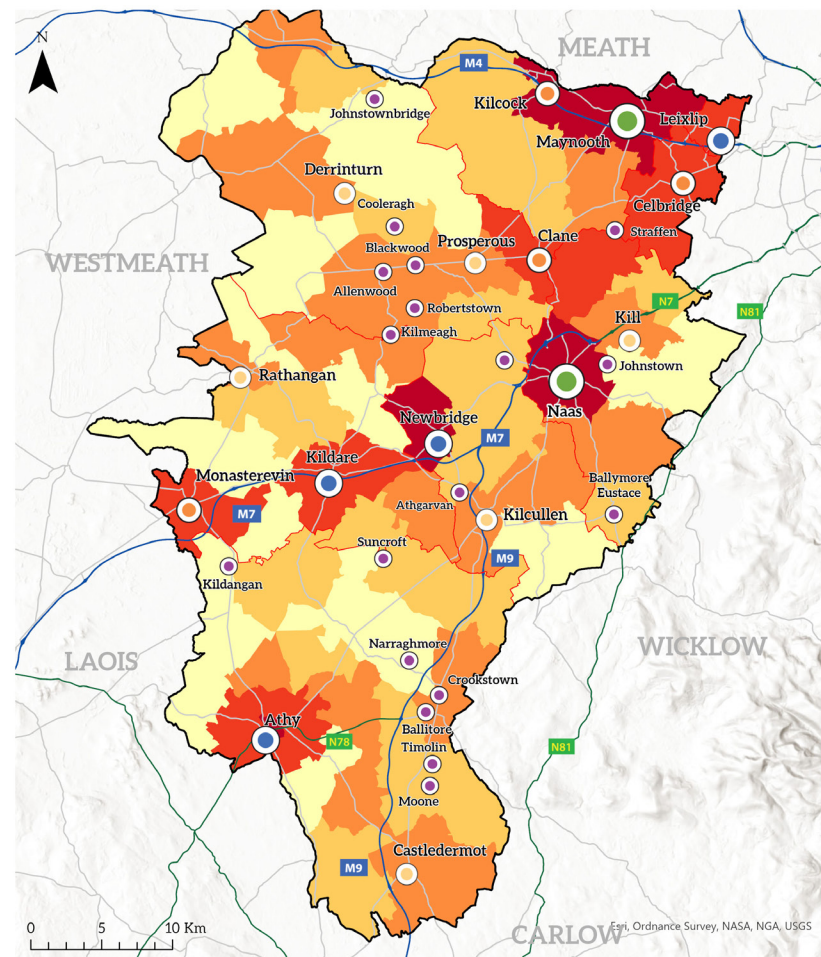 N
MEATH
M4
Kilcock
Leixlip
Johnstownbridge
Maynooth
Derrinturn
Cooleragh
Celbridge
Straffen
Blackwood
Prosperous
Clane
WESTMEATH
Allenwood
N7
Robertstown
Kill
N81
Kilmeagh
Johnstown
Rathangan
Naas
Newbridge
M7
Kildare
Monasterevin
Ballymore
Eustace
Athgarvan
M7
Kilcullen
Suncroft
M9
Kildangan
Narraghmore
WICKLOW
LAOIS
Crookstown
Athy
Ballitore
N78
Timolin
N81
Moone
Castledermot
M9
0 5 10 Km
Esri, Ordnance Survey, NASA, NGA, USGS
CARLOW